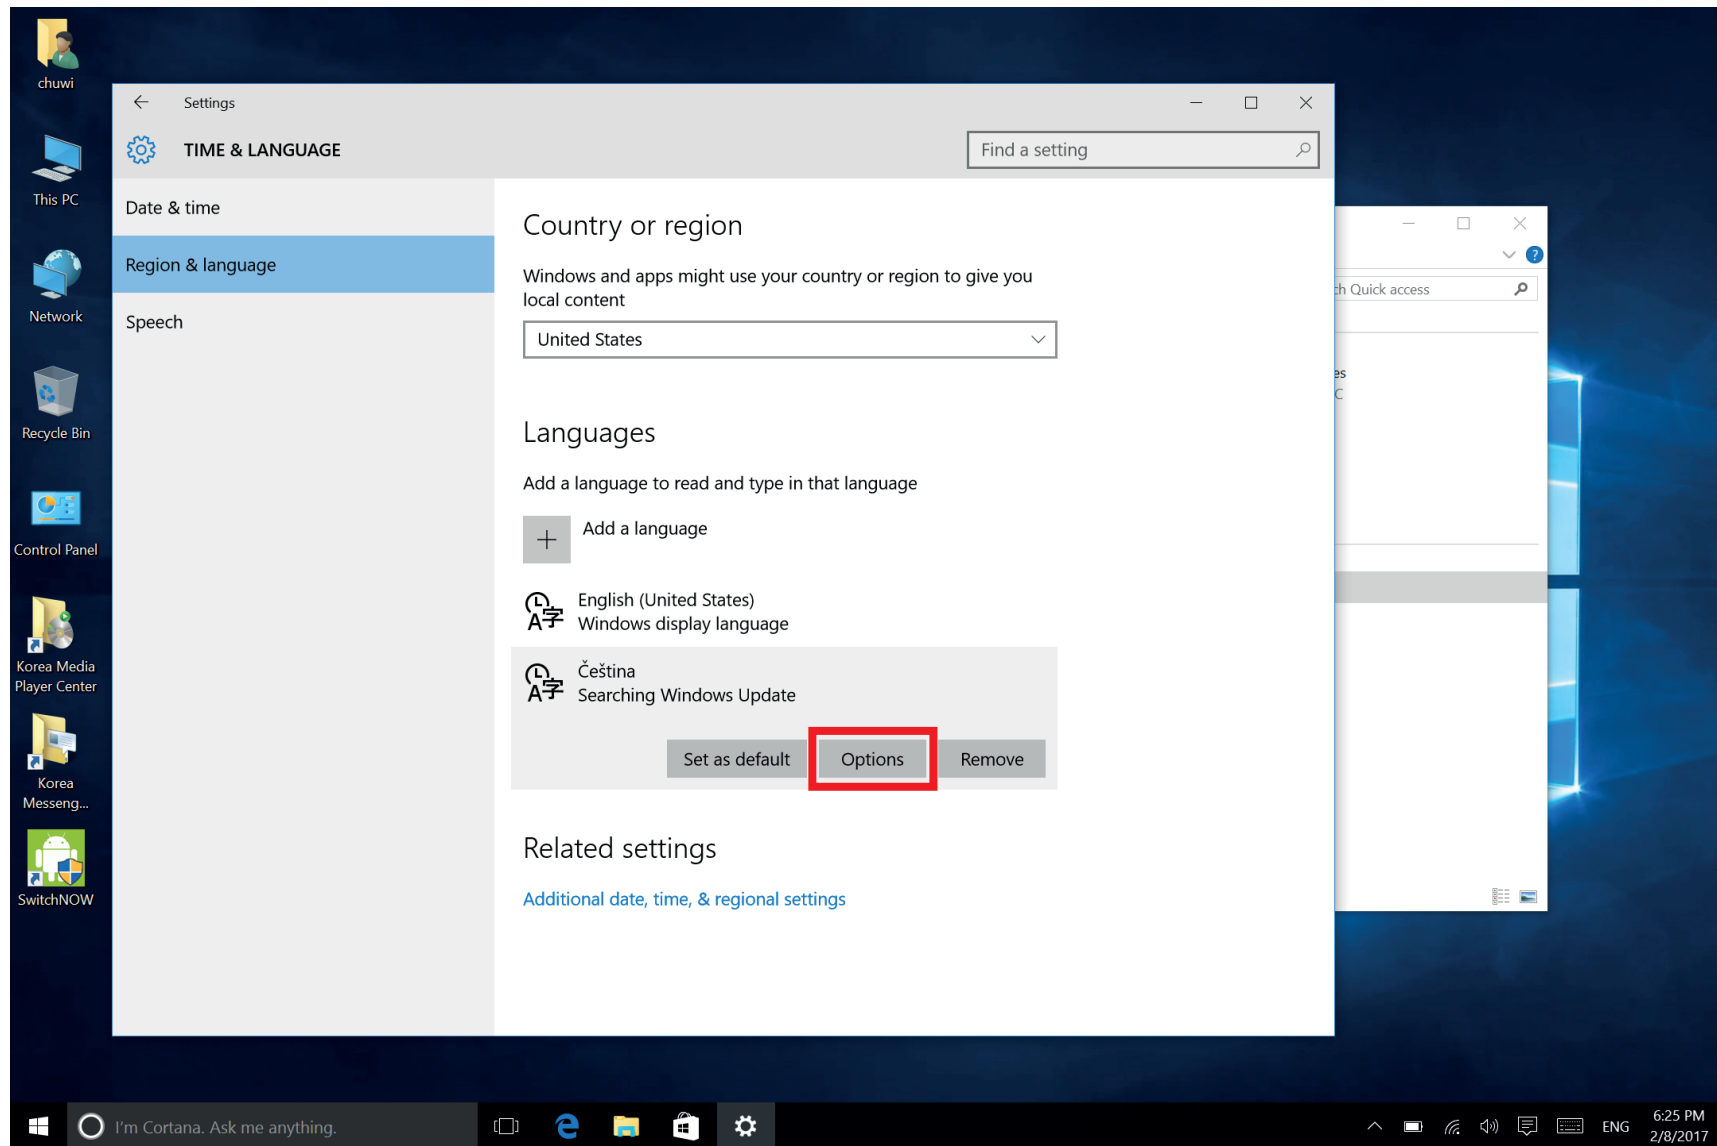 chuwi
This PC
Network
Recycle Bin
Control Panel
Korea Media
Player Center
Korea
Messeng...
SwitchNOW
Settings
TIME & LANGUAGE
Find a setting
Date & time
Region & language
Speech
Country or region
Windows and apps might use your country or region to give you
local content
United States
Languages
Add a language to read and type in that language
Add a language
English (United States)
Windows display language
Čeština
Searching Windows Update
Set as default
Options
Remove
Related settings
Additional date, time, & regional settings
ch Quick access
es
C
I'm Cortana. Ask me anything.
ENG
6:25 PM
2/8/2017